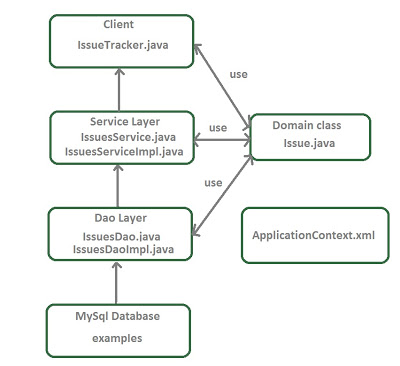 Client
IssueTracker.java
use
Service Layer
IssuesService.java
IssuesServiceImpl.java
use
Domain class
Issue.java
use
Dao Layer
IssuesDao.java
IssuesDaoImpl.java
ApplicationContext.xml
MySql Database
examples